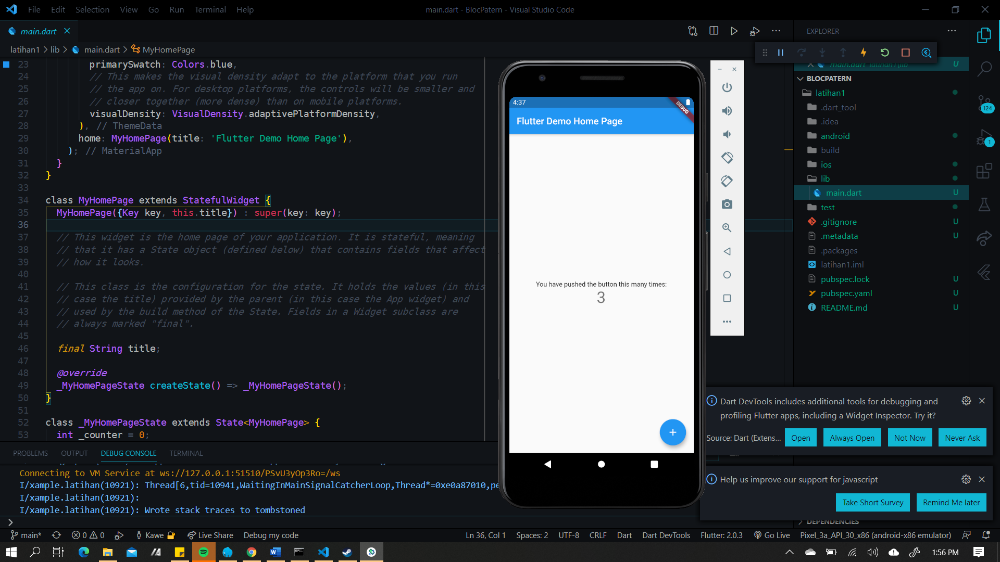 File Edit Selection View Go Run Terminal Help
main.dart - BlocPatern - Visual Studio Code
main.dart
latihan1 > lib > main.dart > MyHomePage
23 primarySwatch: Colors.blue,
24 // This makes the visual density adapt to the platform that you run
25 // the app on. For desktop platforms, the controls will be smaller and
26 // closer together (more dense) than on mobile platforms.
27 visualDensity: VisualDensity.adaptivePlatformDensity,
28 ), // ThemeData
29 home: MyHomePage(title: 'Flutter Demo Home Page'),
30 ); // MaterialApp
31 }
32 }
33
34 class MyHomePage extends StatefulWidget {
35 MyHomePage({Key key, this.title}) : super(key: key);
36
37 // This widget is the home page of your application. It is stateful, meaning
38 // that it has a State object (defined below) that contains fields that affect
39 // how it looks.
40
41 // This class is the configuration for the state. It holds the values (in this
42 // case the title) provided by the parent (in this case the App widget) and
43 // used by the build method of the State. Fields in a Widget subclass are
44 // always marked "final".
45
46 final String title;
47
48 @override
49 _MyHomePageState createState() => _MyHomePageState();
50 }
51
52 class _MyHomePageState extends State<MyHomePage> {
53 int _counter = 0;
4:37
DEBUG
Flutter Demo Home Page
You have pushed the button this many times:
3
EXPLORER
main.dart latihan1\lib U
BLOCPATERN
latihan1
.dart_tool
.idea
android
build
ios
lib
main.dart U
test
.gitignore U
.metadata U
.packages
latihan1.iml
pubspec.lock U
pubspec.yaml U
README.md U
124
1
Dart DevTools includes additional tools for debugging and
profiling Flutter apps, including a Widget Inspector. Try it?
Source: Dart (Extens... Open Always Open Not Now Never Ask
Help us improve our support for javascript
Take Short Survey Remind Me later
DEPENDENCIES
PROBLEMS OUTPUT DEBUG CONSOLE TERMINAL
Connecting to VM Service at ws://127.0.0.1:51510/PSvU3yOp3Ro=/ws
I/xample.latihan(10921): Thread[6,tid=10941,WaitingInMainSignalCatcherLoop,Thread*=0xe0a87010,pe
I/xample.latihan(10921):
I/xample.latihan(10921): Wrote stack traces to tombstoned
main* 0 0 Kawe Live Share Debug my code
Ln 36, Col 1 Spaces: 2 UTF-8 CRLF Dart Dart DevTools Flutter: 2.0.3 Go Live Pixel_3a_API_30_x86 (android-x86 emulator)
1:56 PM